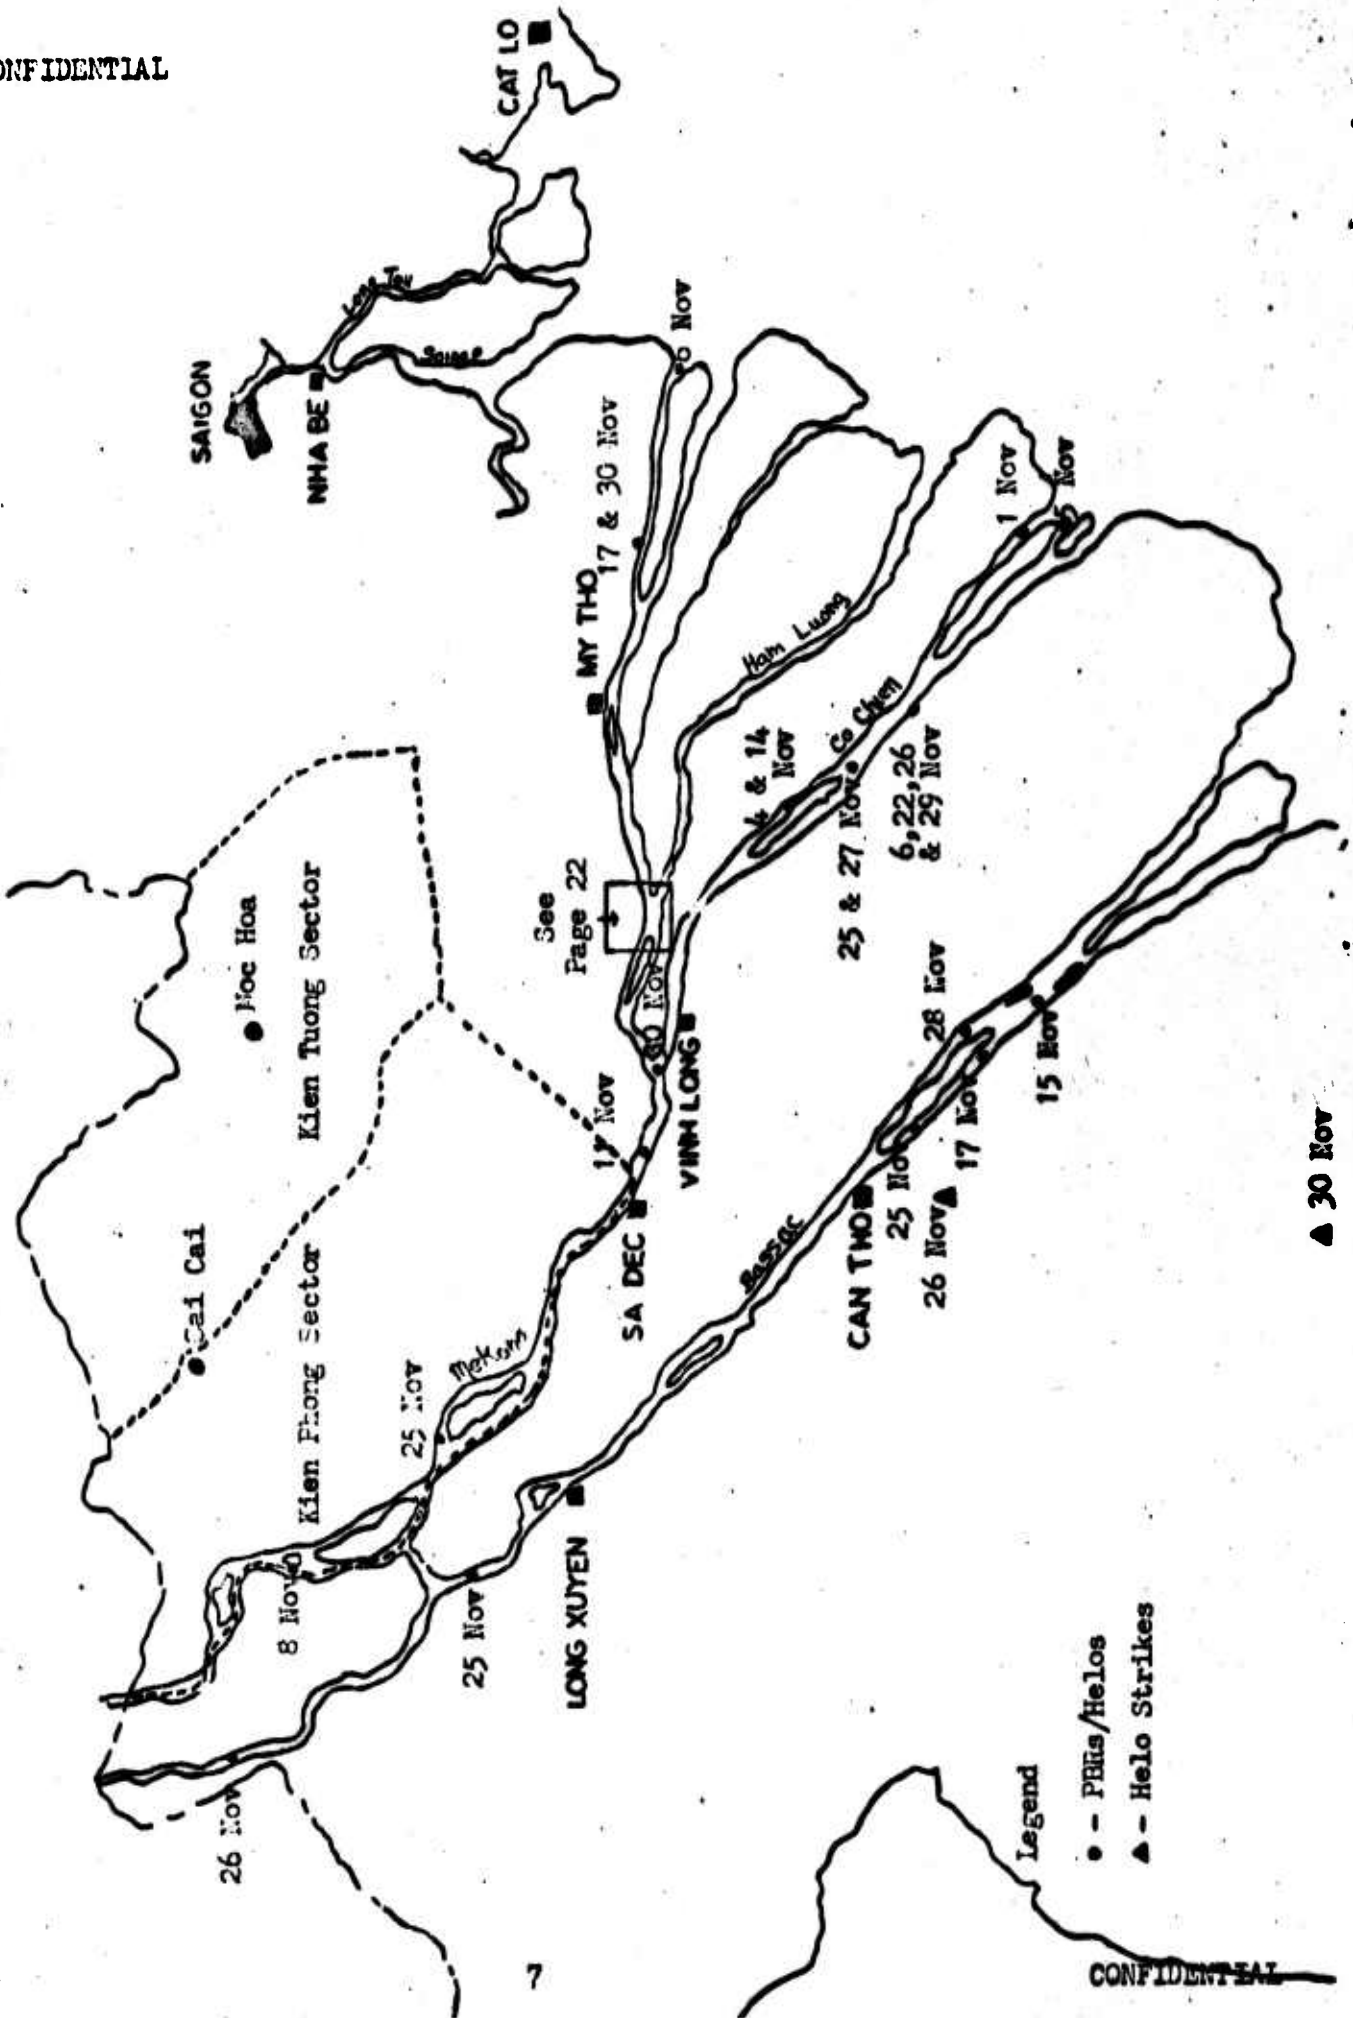 CONFIDENTIAL
CAT LO
SAIGON
NHA BE
Long Tau
Nov
17 & 30 Nov
MY THO
1 Nov
Nov
Ham Luong
Co Chien
4 & 14
Nov
25 & 27 Nov
6,22,26
& 29 Nov
See
Page 22
Moc Hoa
Kien Tuong Sector
30 Nov
VINH LONG
Nov
28 Nov
15 Nov
17 Nov
25 Nov
26 Nov
CAN THO
30 Nov
SA DEC
Bassac
Cai Cai
Kien Phong Sector
Mekong
25 Nov
8 Nov
25 Nov
LONG XUYEN
26 Nov
Legend
● - PBRs/Helos
▲ - Helo Strikes
7
CONFIDENTIAL